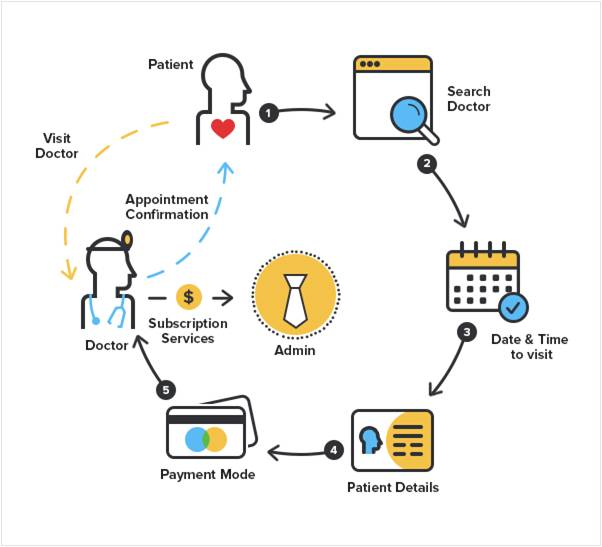 Patient
1
Search
Doctor
Visit
Doctor
2
Appointment
Confirmation
$
Subscription
Services
Doctor
Admin
3
Date & Time
to visit
5
4
Payment Mode
Patient Details